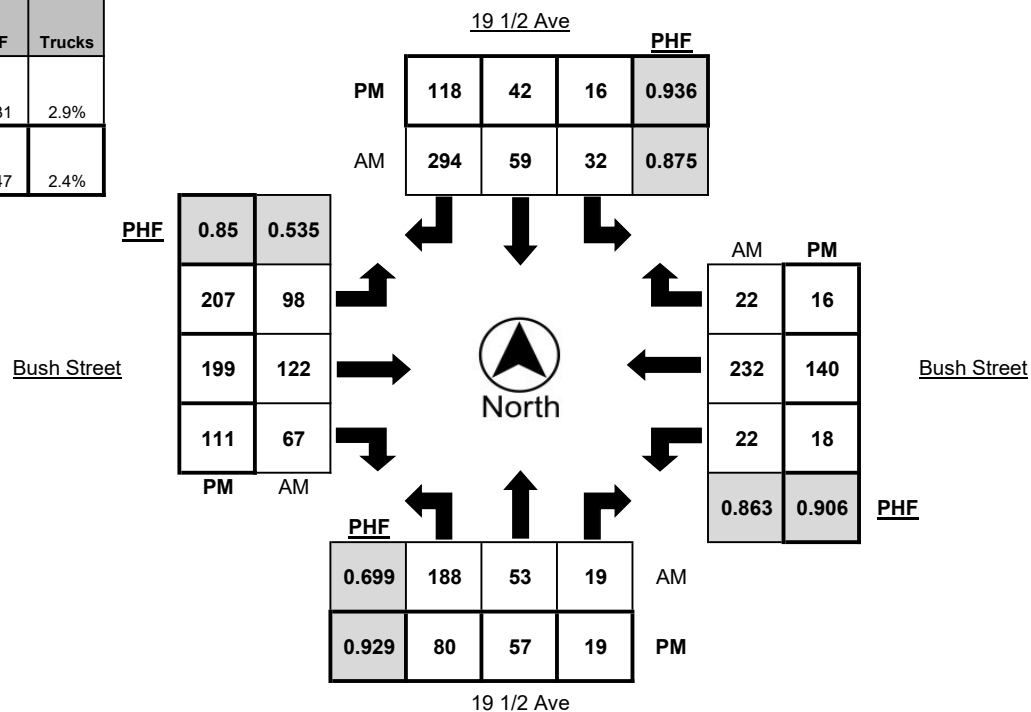 19 1/2 Ave
Trucks
2.9%
2.4%
PHF
PM 118 42 16 0.936
AM 294 59 32 0.875
PHF 0.85 0.535
207 98
199 122
111 67
PM AM
Bush Street
North
AM PM
22 16
232 140
22 18
0.863 0.906 PHF
Bush Street
PHF
0.699 188 53 19 AM
0.929 80 57 19 PM
19 1/2 Ave